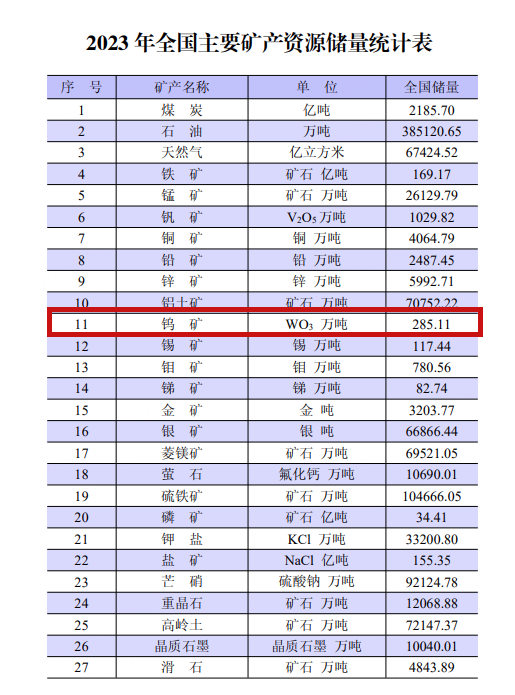 2023 年全国主要矿产资源储量统计表
序 号 矿产名称 单 位 全国储量
1 煤 炭 亿吨 2185.70
2 石 油 万吨 385120.65
3 天然气 亿立方米 67424.52
4 铁 矿 矿石 亿吨 169.17
5 锰 矿 矿石 万吨 26129.79
6 钒 矿 V₂O₅ 万吨 1029.82
7 铜 矿 铜 万吨 4064.79
8 铅 矿 铅 万吨 2487.45
9 锌 矿 锌 万吨 5992.71
10 铝土矿 矿石 万吨 70752.22
11 钨 矿 WO₃ 万吨 285.11
12 锡 矿 锡 万吨 117.44
13 钼 矿 钼 万吨 780.56
14 锑 矿 锑 万吨 82.74
15 金 矿 金 吨 3203.77
16 银 矿 银 吨 66866.44
17 菱镁矿 矿石 万吨 69521.05
18 萤 石 氟化钙 万吨 10690.01
19 硫铁矿 矿石 万吨 104666.05
20 磷 矿 矿石 亿吨 34.41
21 钾 盐 KCl 万吨 33200.80
22 盐 矿 NaCl 亿吨 155.35
23 芒 硝 硫酸钠 万吨 92124.78
24 重晶石 矿石 万吨 12068.88
25 高岭土 矿石 万吨 72147.37
26 晶质石墨 晶质石墨 万吨 10040.01
27 滑 石 矿石 万吨 4843.89